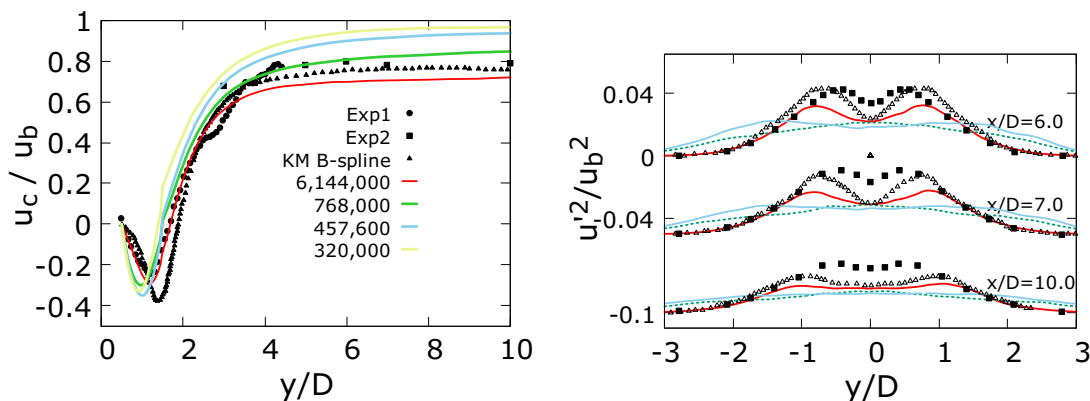 1
0.8
0.6
0.4
0.2
0
-0.2
-0.4
u_c / u_b
0 2 4 6 8 10
y/D
Exp1
Exp2
KM B-spline
6,144,000
768,000
457,600
320,000
0.04
0
-0.04
-0.1
u'^2/u_b^2
x/D=6.0
x/D=7.0
x/D=10.0
-3 -2 -1 0 1 2 3
y/D